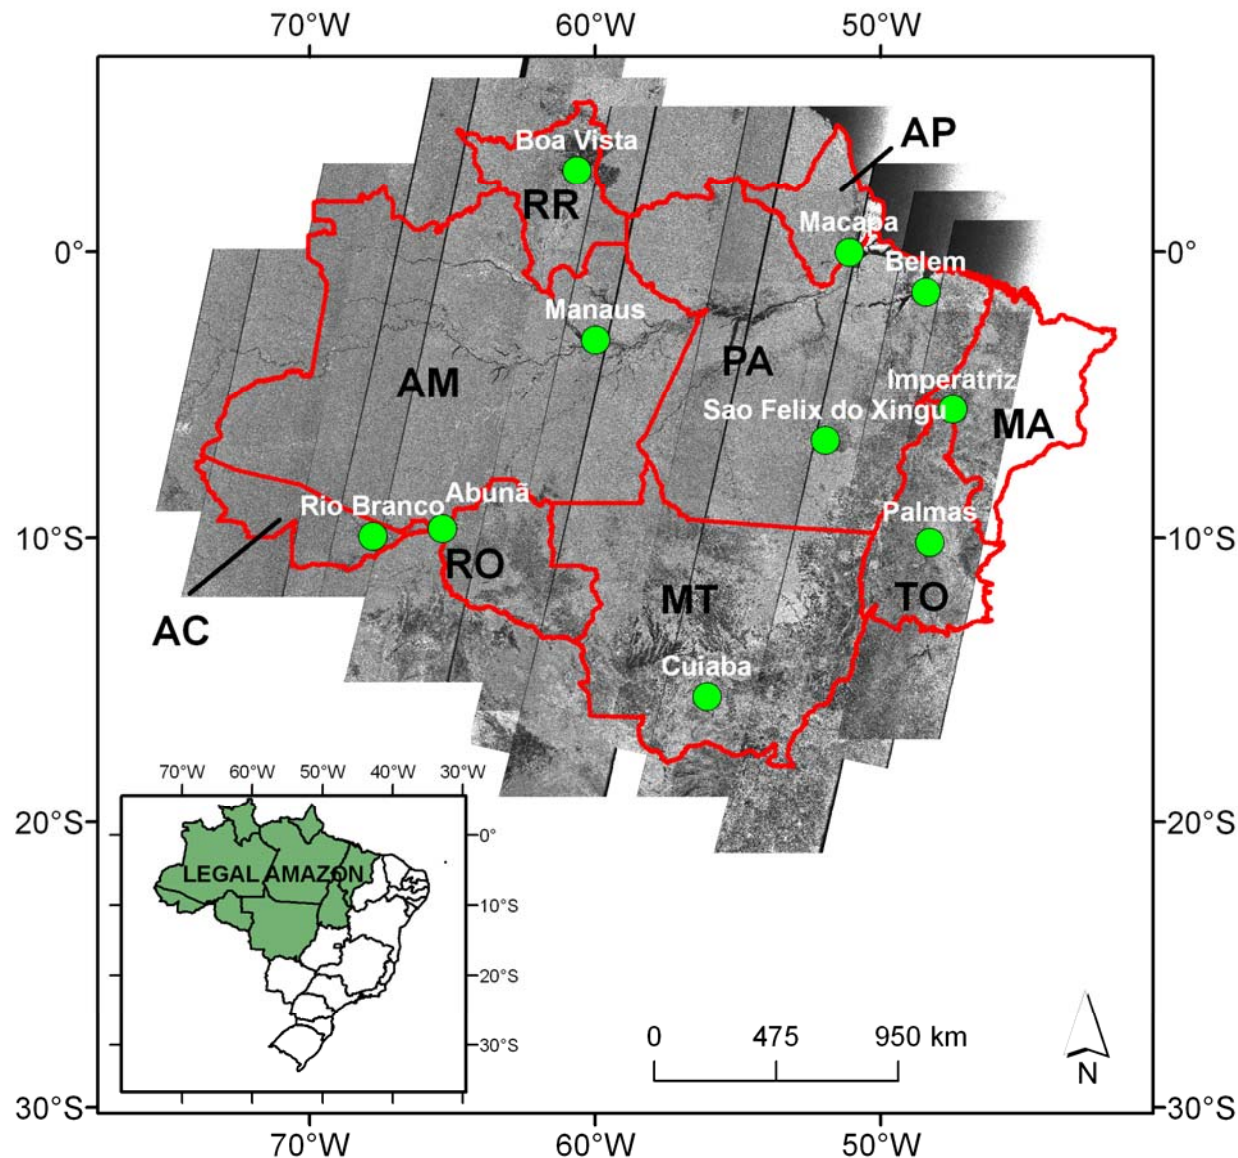 70°W 60°W 50°W
AP
Boa Vista
RR
Macapa
0° 0°
Belem
Manaus
PA
AM
Imperatriz
Sao Felix do Xingu
MA
Rio Branco Abunã
Palmas
10°S 10°S
RO
MT
TO
AC
Cuiaba
70°W 60°W 50°W 40°W 30°W
20°S 20°S
0°
LEGAL AMAZON
10°S
20°S
30°S
0 475 950 km
N
30°S 30°S
70°W 60°W 50°W